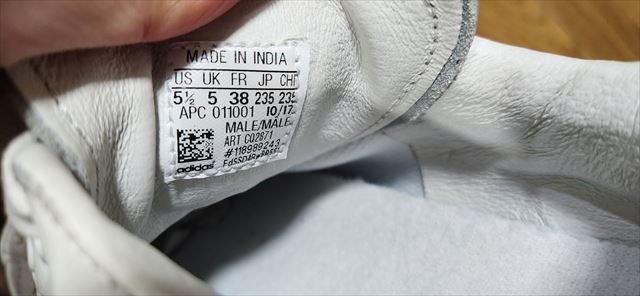 MADE IN INDIA
US UK FR JP CHN
5½ 5 38 235 235
APC 011001 10/17
MALE/MALE
ART CQ2871
#118989243
adidas